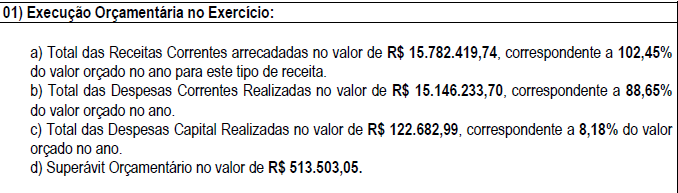 01) Execução Orçamentária no Exercício:
a) Total das Receitas Correntes arrecadadas no valor de R$ 15.782.419,74, correspondente a 102,45%
do valor orçado no ano para este tipo de receita.
b) Total das Despesas Correntes Realizadas no valor de R$ 15.146.233,70, correspondente a 88,65%
do valor orçado no ano.
c) Total das Despesas Capital Realizadas no valor de R$ 122.682,99, correspondente a 8,18% do valor
orçado no ano.
d) Superávit Orçamentário no valor de R$ 513.503,05.